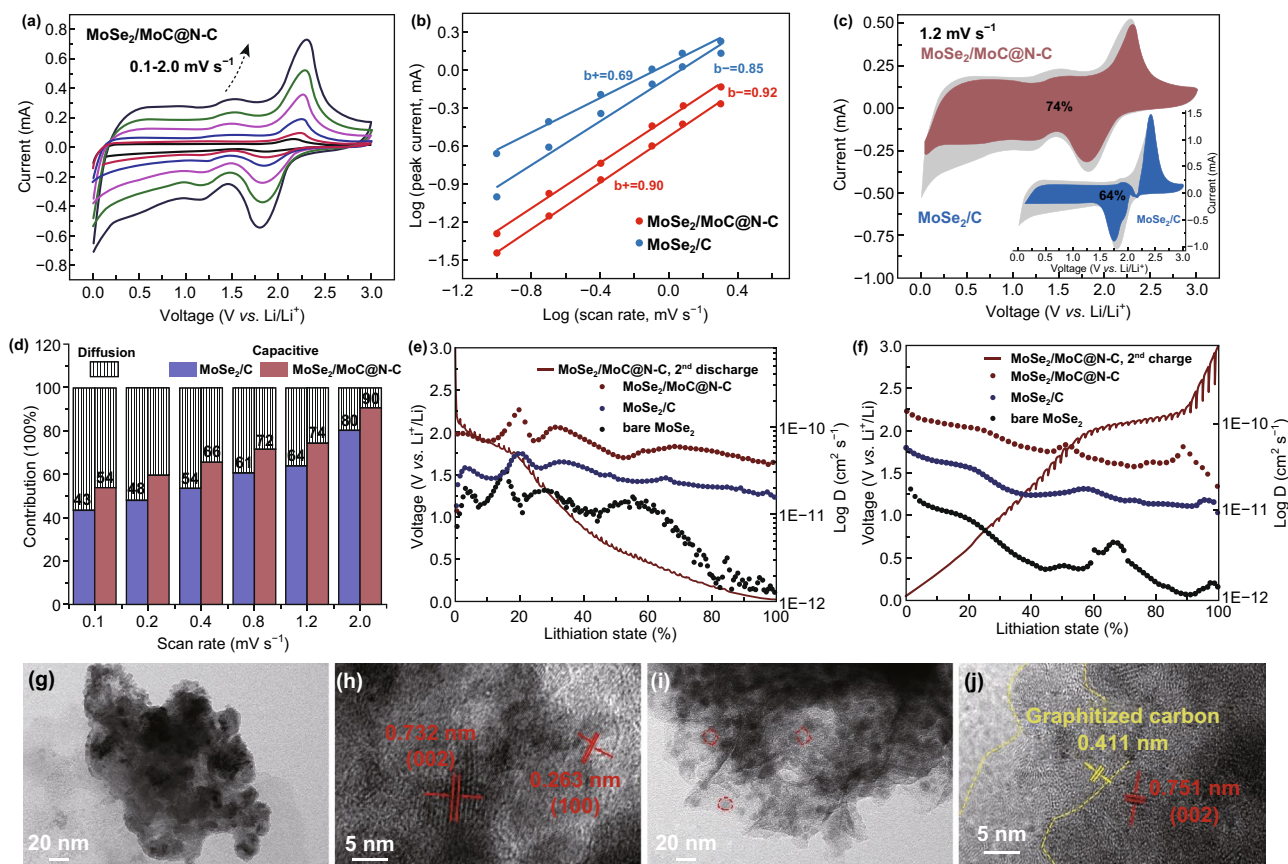 (a)
MoSe₂/MoC@N-C
0.1-2.0 mV s⁻¹
Current (mA)
0.8
0.6
0.4
0.2
0.0
−0.2
−0.4
−0.6
−0.8
0.0 0.5 1.0 1.5 2.0 2.5 3.0
Voltage (V vs. Li/Li⁺)
(b)
Log (peak current, mA)
0.3
0.0
−0.3
−0.6
−0.9
−1.2
−1.5
b+=0.69
b−=0.85
b−=0.92
b+=0.90
MoSe₂/MoC@N-C
MoSe₂/C
−1.2 −0.8 −0.4 0.0 0.4
Log (scan rate, mV s⁻¹)
(c)
1.2 mV s⁻¹
MoSe₂/MoC@N-C
74%
Current (mA)
0.50
0.25
0.00
−0.25
−0.50
−0.75
−1.00
MoSe₂/C
64%
MoSe₂/C
1.5
1.0
0.5
0.0
−0.5
−1.0
Current (mA)
0.0 0.5 1.0 1.5 2.0 2.5 3.0
Voltage (V vs. Li/Li⁺)
0.0 0.5 1.0 1.5 2.0 2.5 3.0
Voltage (V vs. Li/Li⁺)
(d)
Diffusion
Capacitive
MoSe₂/C
MoSe₂/MoC@N-C
Contribution (100%)
120
100
80
60
40
20
0
43 54 48 54 66 61 72 64 74 80 90
0.1 0.2 0.4 0.8 1.2 2.0
Scan rate (mV s⁻¹)
(e)
MoSe₂/MoC@N-C, 2ⁿᵈ discharge
MoSe₂/MoC@N-C
MoSe₂/C
bare MoSe₂
Voltage (V vs. Li⁺/Li)
3.0
2.5
2.0
1.5
1.0
0.5
0.0
1E−10
1E−11
1E−12
Log D (cm² s⁻¹)
0 20 40 60 80 100
Lithiation state (%)
(f)
MoSe₂/MoC@N-C, 2ⁿᵈ charge
MoSe₂/MoC@N-C
MoSe₂/C
bare MoSe₂
Voltage (V vs. Li⁺/Li)
3.0
2.5
2.0
1.5
1.0
0.5
0.0
1E−10
1E−11
1E−12
Log D (cm² s⁻¹)
0 20 40 60 80 100
Lithiation state (%)
(g)
20 nm
(h)
0.732 nm
(002)
0.263 nm
(100)
5 nm
(i)
20 nm
(j)
Graphitized carbon
0.411 nm
0.751 nm
(002)
5 nm